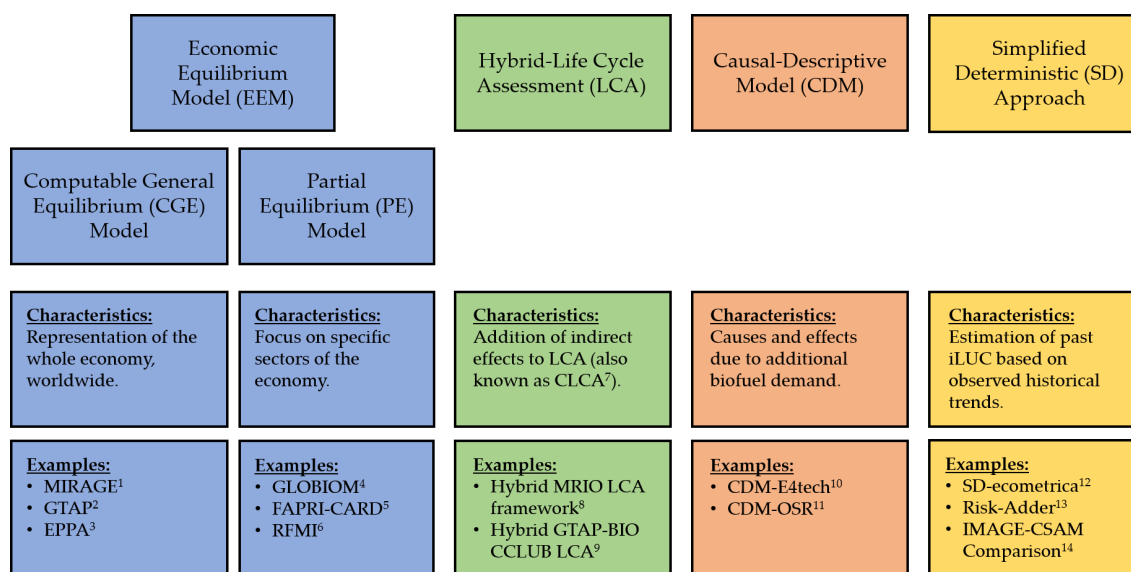 Economic
Equilibrium
Model (EEM)
Hybrid-Life Cycle
Assessment (LCA)
Causal-Descriptive
Model (CDM)
Simplified
Deterministic (SD)
Approach
Computable General
Equilibrium (CGE)
Model
Partial
Equilibrium (PE)
Model
Characteristics:
Representation of the
whole economy,
worldwide.
Characteristics:
Focus on specific
sectors of the
economy.
Characteristics:
Addition of indirect
effects to LCA (also
known as CLCA⁷).
Characteristics:
Causes and effects
due to additional
biofuel demand.
Characteristics:
Estimation of past
iLUC based on
observed historical
trends.
Examples:
• MIRAGE¹
• GTAP²
• EPPA³
Examples:
• GLOBIOM⁴
• FAPRI-CARD⁵
• RFMI⁶
Examples:
• Hybrid MRIO LCA
framework⁸
• Hybrid GTAP-BIO
CCLUB LCA⁹
Examples:
• CDM-E4tech¹⁰
• CDM-OSR¹¹
Examples:
• SD-ecometrica¹²
• Risk-Adder¹³
• IMAGE-CSAM
Comparison¹⁴